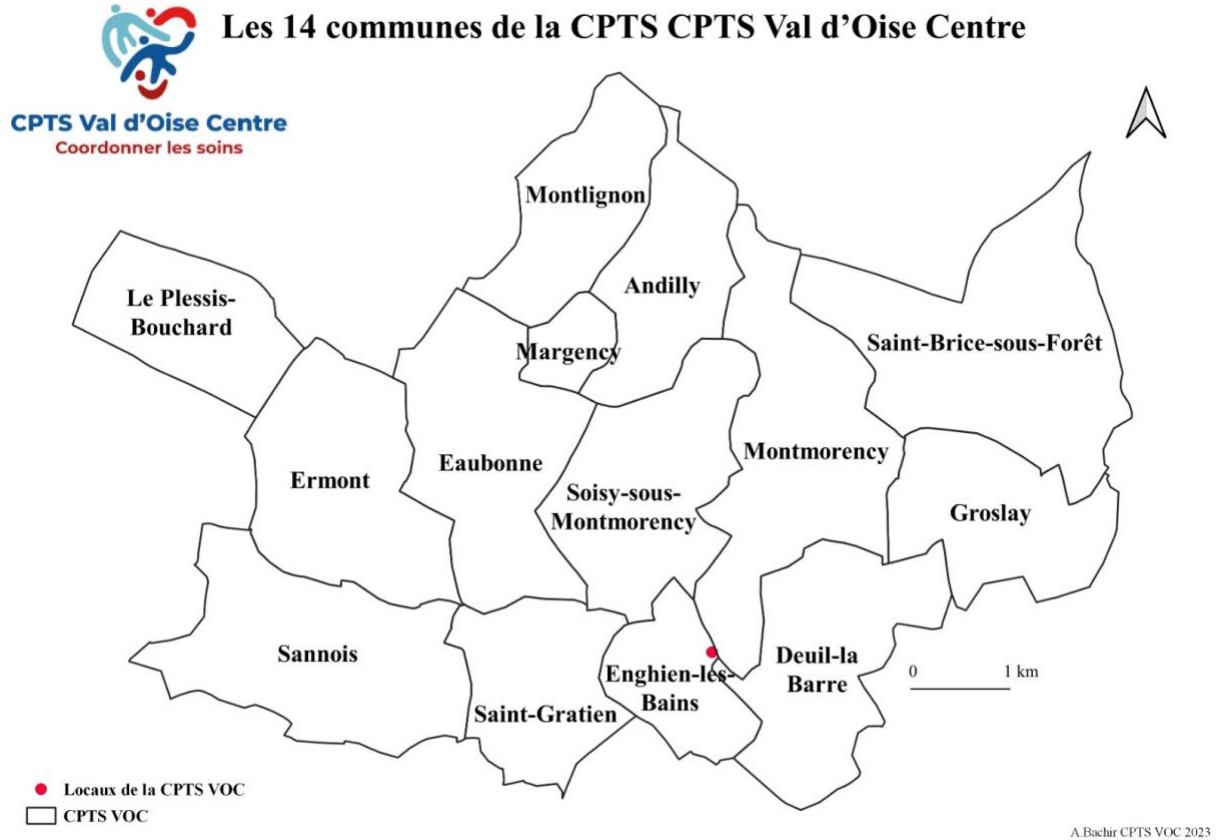 Les 14 communes de la CPTS CPTS Val d’Oise Centre
CPTS Val d’Oise Centre
Coordonner les soins
Montlignon
Andilly
Le Plessis-
Bouchard
Margency
Saint-Brice-sous-Forêt
Ermont
Eaubonne
Soisy-sous-
Montmorency
Montmorency
Groslay
Sannois
Saint-Gratien
Enghien-les-
Bains
Deuil-la
Barre
0 1 km
Locaux de la CPTS VOC
CPTS VOC
A.Bachir CPTS VOC 2023